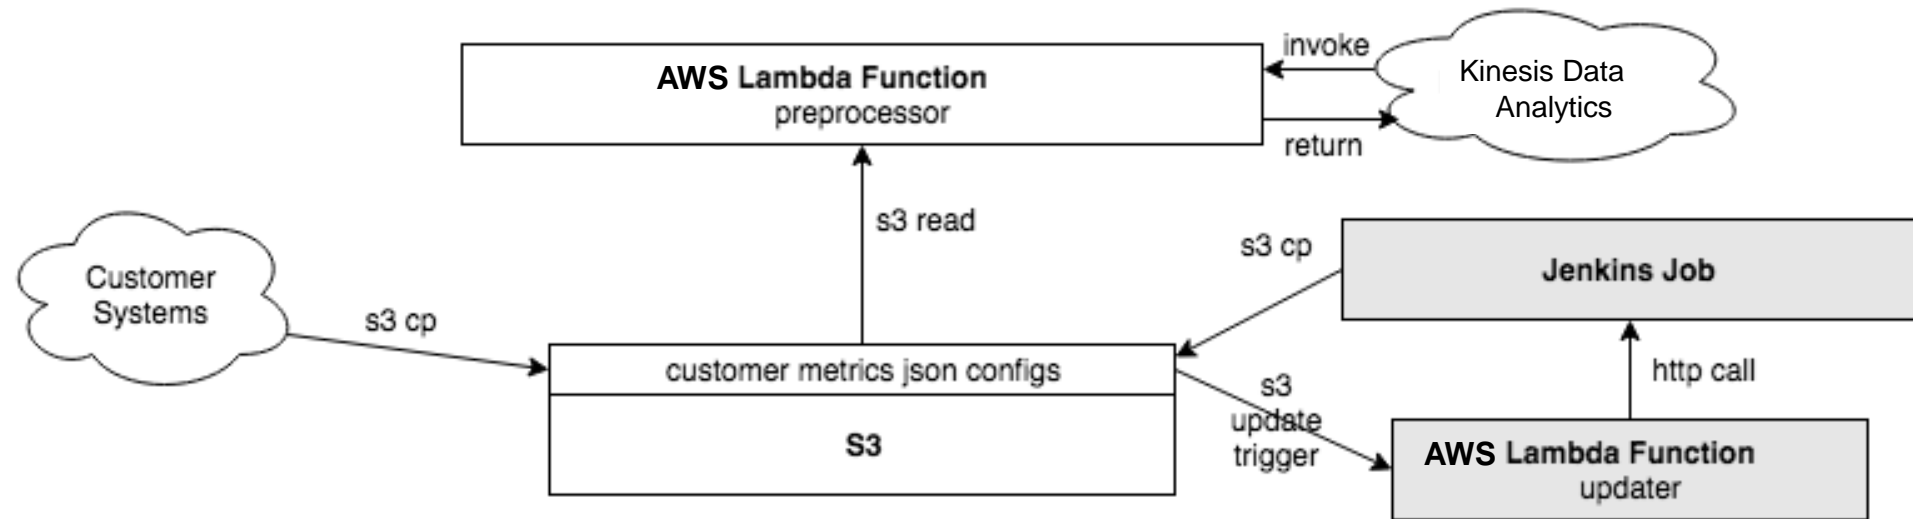 AWS Lambda Function
preprocessor
invoke
Kinesis Data
Analytics
return
s3 read
Customer
Systems
s3 cp
s3 cp
Jenkins Job
customer metrics json configs
S3
s3
update
trigger
http call
AWS Lambda Function
updater